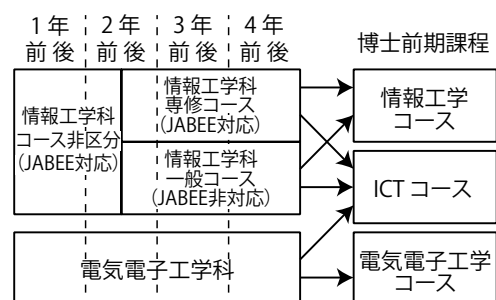 1年 2年 3年 4年
前 後 前 後 前 後 前 後
博士前期課程
情報工学科
コース非区分
(JABEE対応)
情報工学科
専修コース
(JABEE対応)
情報工学科
一般コース
(JABEE非対応)
電気電子工学科
情報工学
コース
ICTコース
電気電子工学
コース